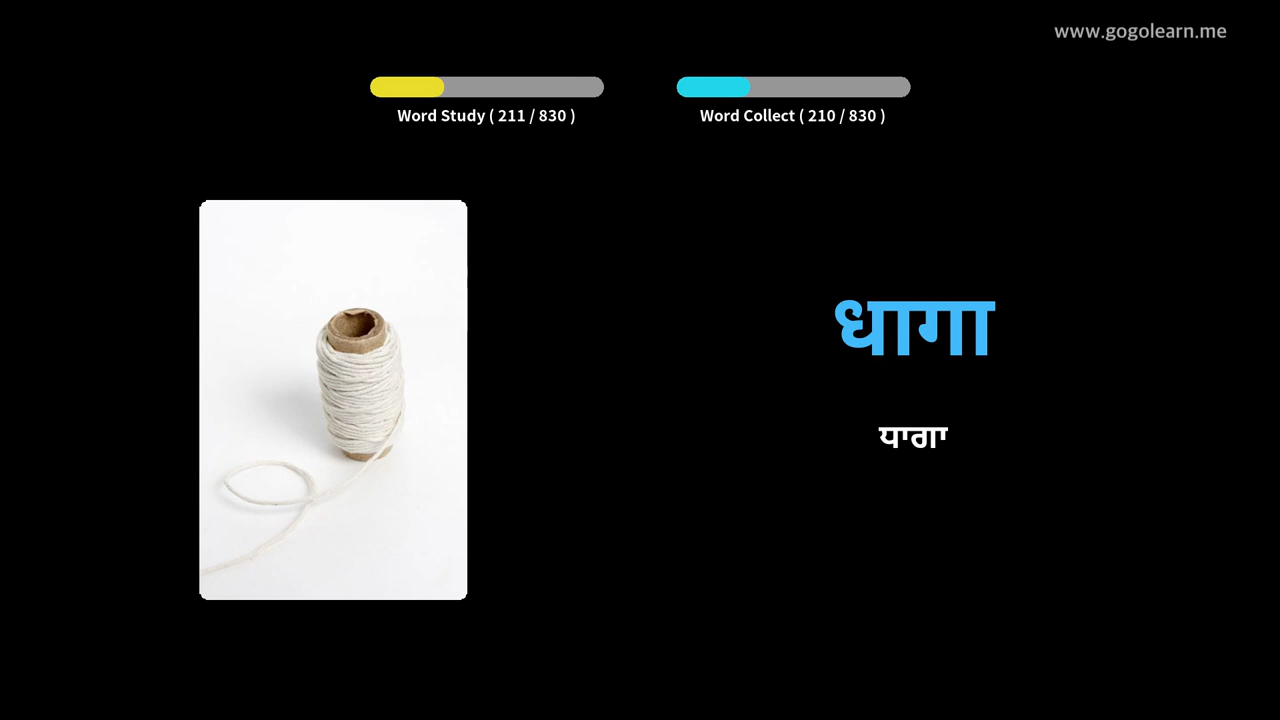 www.gogolearn.me
Word Study ( 211 / 830 )
Word Collect ( 210 / 830 )
धागा
ਧਾਗਾ